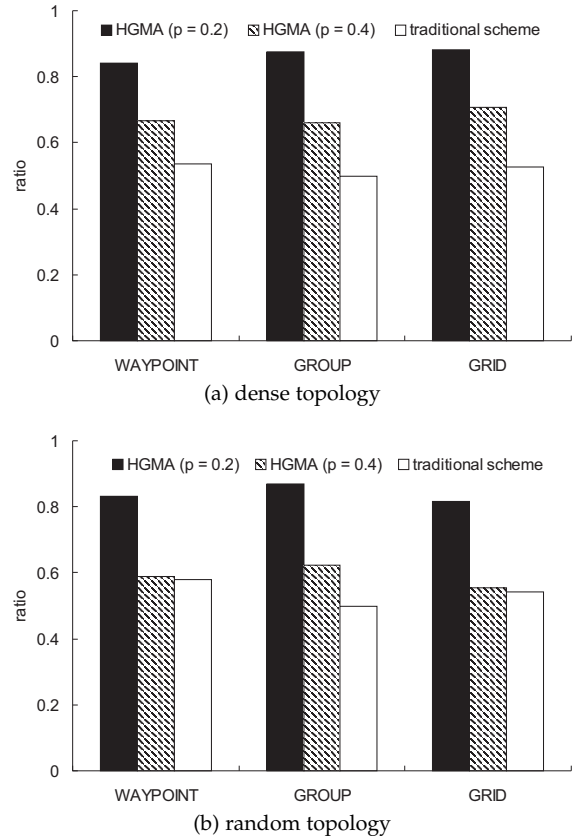 1
HGMA (p = 0.2) HGMA (p = 0.4) traditional scheme
0.8
0.6
ratio
0.4
0.2
0
WAYPOINT GROUP GRID
(a) dense topology
1
HGMA (p = 0.2) HGMA (p = 0.4) traditional scheme
0.8
0.6
ratio
0.4
0.2
0
WAYPOINT GROUP GRID
(b) random topology